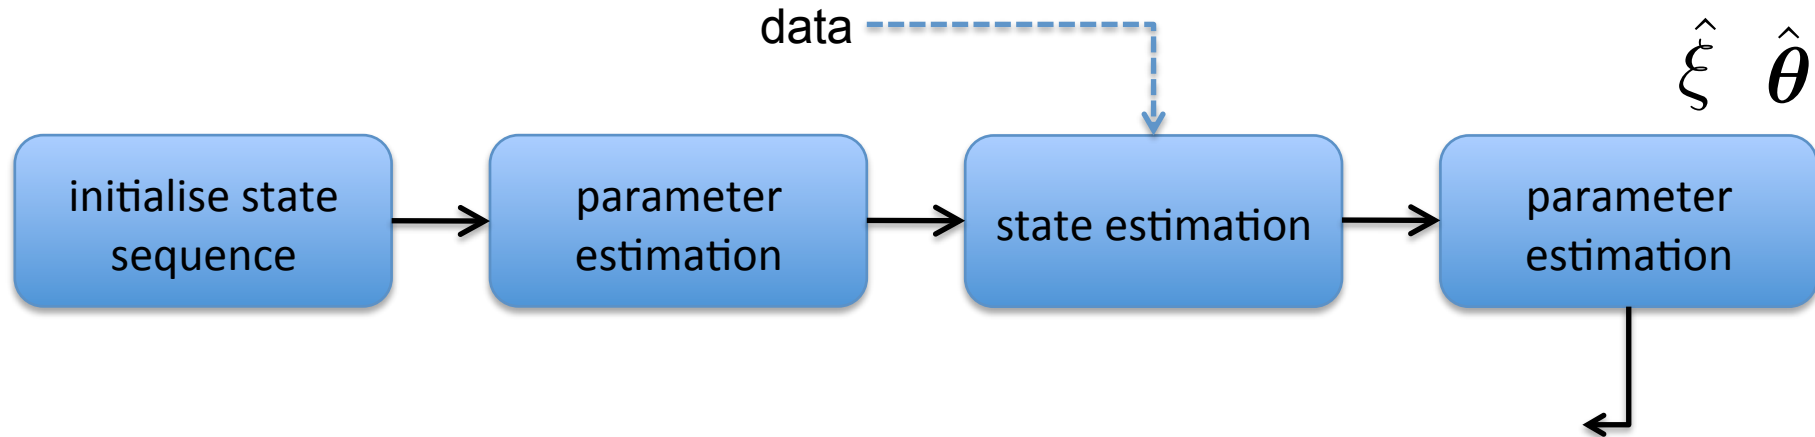 data
ξ̂ θ̂
initialise state
sequence
parameter
estimation
state estimation
parameter
estimation